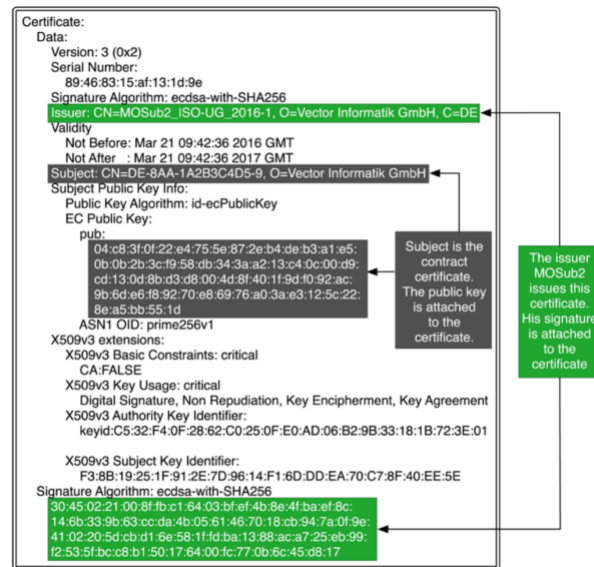 Certificate:
Data:
Version: 3 (0x2)
Serial Number:
89:46:83:15:af:13:1d:9e
Signature Algorithm: ecdsa-with-SHA256
Issuer: CN=MOSub2_ISO-UG_2016-1, O=Vector Informatik GmbH, C=DE
Validity
Not Before: Mar 21 09:42:36 2016 GMT
Not After : Mar 21 09:42:36 2017 GMT
Subject: CN=DE-8AA-1A2B3C4D5-9, O=Vector Informatik GmbH
Subject Public Key Info:
Public Key Algorithm: id-ecPublicKey
EC Public Key:
pub:
04:c8:3f:0f:22:e4:75:5e:87:2e:b4:de:b3:a1:e5:
0b:0b:2b:3c:f9:58:db:34:3a:a2:13:c4:0c:00:d9:
cd:13:0d:8b:d3:d8:00:4d:8f:40:1f:9d:f0:92:ac:
9b:6d:e6:f8:92:70:e8:69:76:a0:3a:e3:12:5c:22:
8e:a5:bb:55:1d
ASN1 OID: prime256v1
X509v3 extensions:
X509v3 Basic Constraints: critical
CA:FALSE
X509v3 Key Usage: critical
Digital Signature, Non Repudiation, Key Encipherment, Key Agreement
X509v3 Authority Key Identifier:
keyid:C5:32:F4:0F:28:62:C0:25:0F:E0:AD:06:B2:9B:33:18:1B:72:3E:01
X509v3 Subject Key Identifier:
F3:8B:19:25:1F:91:2E:7D:96:14:F1:6D:DD:EA:70:C7:8F:40:EE:5E
Signature Algorithm: ecdsa-with-SHA256
30:45:02:21:00:8f:fb:c1:64:03:bf:ef:4b:8e:4f:ba:ef:8c:
14:6b:33:9b:63:cc:da:4b:05:61:46:70:18:cb:94:7a:0f:9e:
41:02:20:5d:cb:d1:6e:58:1f:fd:ba:13:88:ac:a7:25:eb:99:
f2:53:5f:bc:c8:b1:50:17:64:00:fc:77:0b:6c:45:d8:17
Subject is the
contract
certificate.
The public key
is attached
to the
certificate.
The issuer
MOSub2
issues this
certificate.
His signature
is attached
to the
certificate